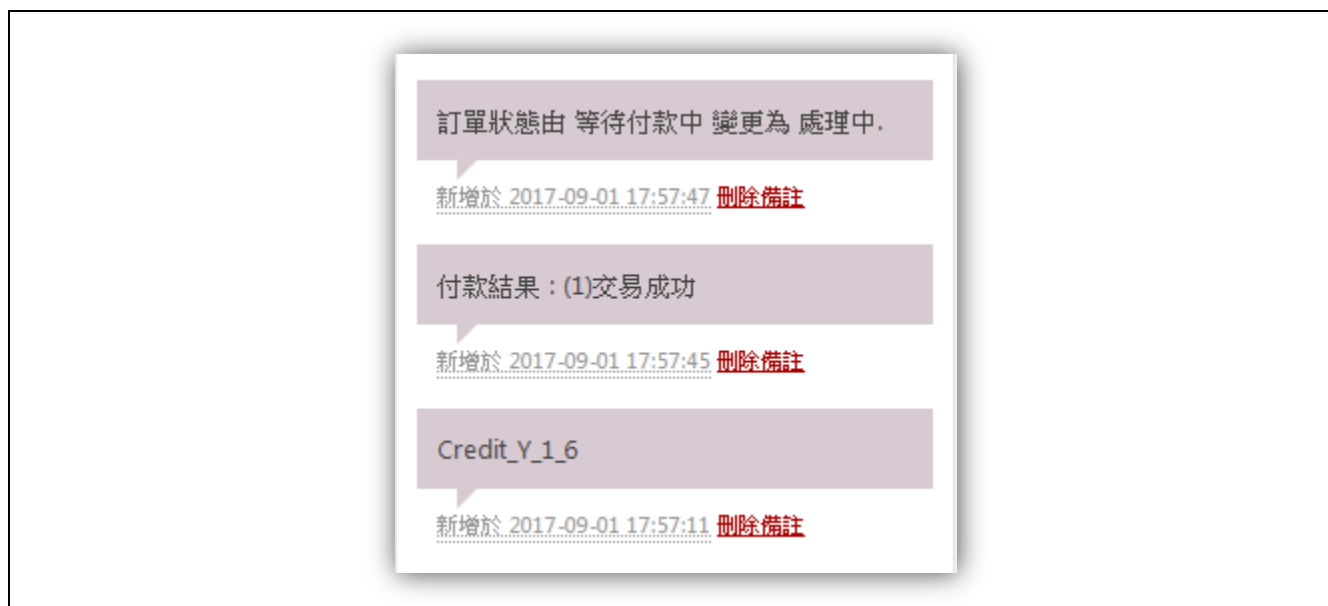 訂單狀態由 等待付款中 變更為 處理中.
新增於 2017-09-01 17:57:47 刪除備註
付款結果：(1)交易成功
新增於 2017-09-01 17:57:45 刪除備註
Credit_Y_1_6
新增於 2017-09-01 17:57:11 刪除備註